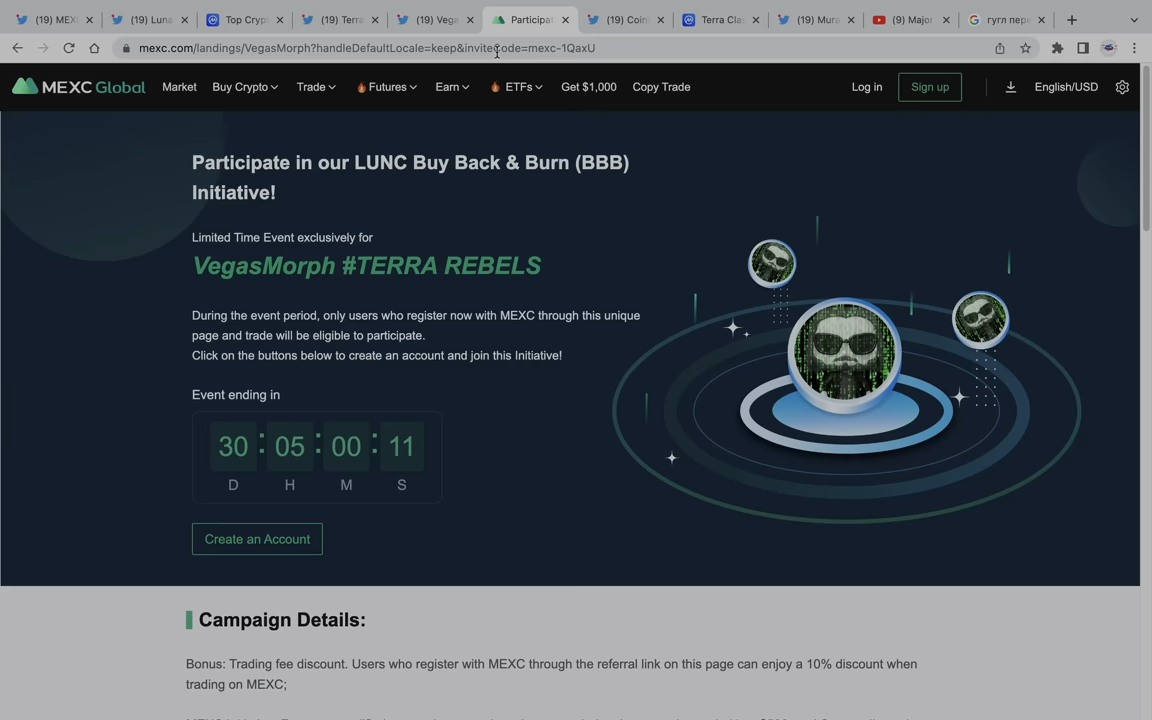 (19) MEX
(19) Luna
Top Crypt
(19) Terra
(19) Vega
Participat
(19) Coin
Terra Clas
(19) Mura
(9) Major
гугл пере
mexc.com/landings/VegasMorph?handleDefaultLocale=keep&inviteCode=mexc-1QaxU
MEXC Global
Market
Buy Crypto
Trade
Futures
Earn
ETFs
Get $1,000
Copy Trade
Log in
Sign up
English/USD
Participate in our LUNC Buy Back & Burn (BBB)
Initiative!
Limited Time Event exclusively for
VegasMorph #TERRA REBELS
During the event period, only users who register now with MEXC through this unique
page and trade will be eligible to participate.
Click on the buttons below to create an account and join this Initiative!
Event ending in
30 : 05 : 00 : 11
D H M S
Create an Account
Campaign Details:
Bonus: Trading fee discount. Users who register with MEXC through the referral link on this page can enjoy a 10% discount when
trading on MEXC;